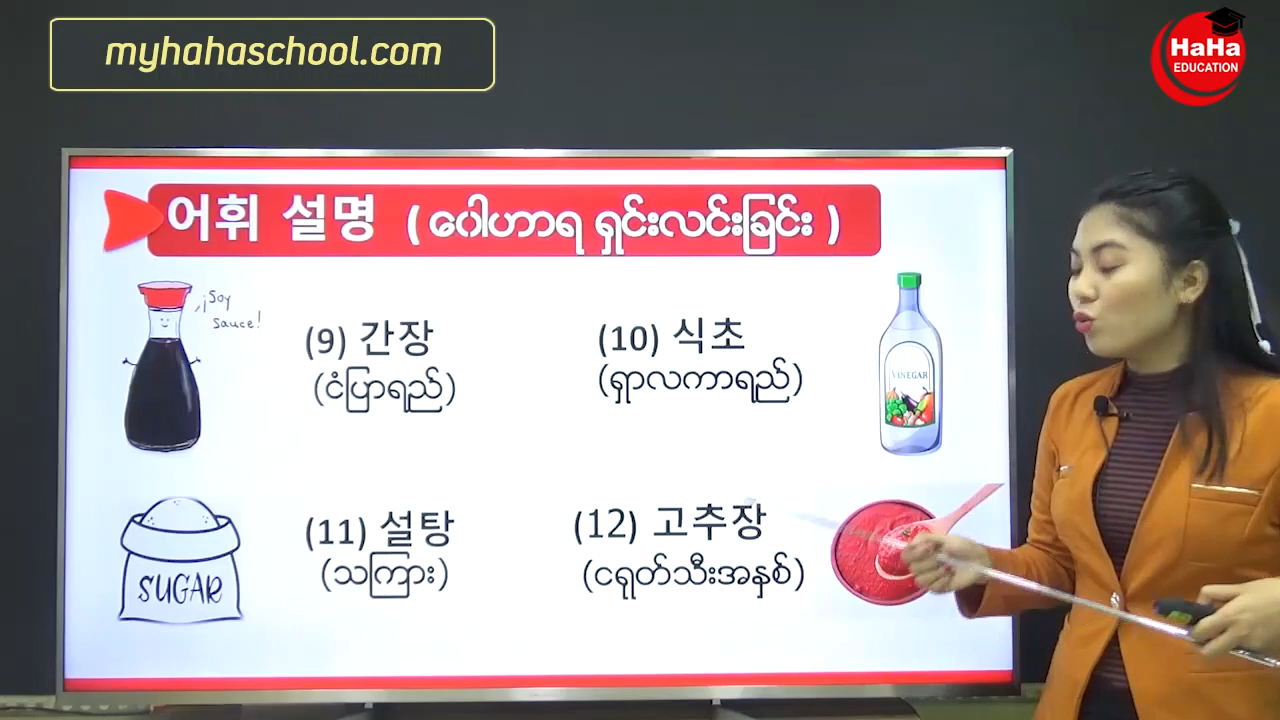 myhahaschool.com
HaHa
EDUCATION
어휘 설명 ( ဝေါဟာရ ရှင်းလင်းခြင်း )
¡Soy
Sauce!
(9) 간장
(ငံပြာရည်)
(10) 식초
(ရှာလကာရည်)
VINEGAR
(11) 설탕
(သကြား)
SUGAR
(12) 고추장
(ငရုတ်သီးအနှစ်)